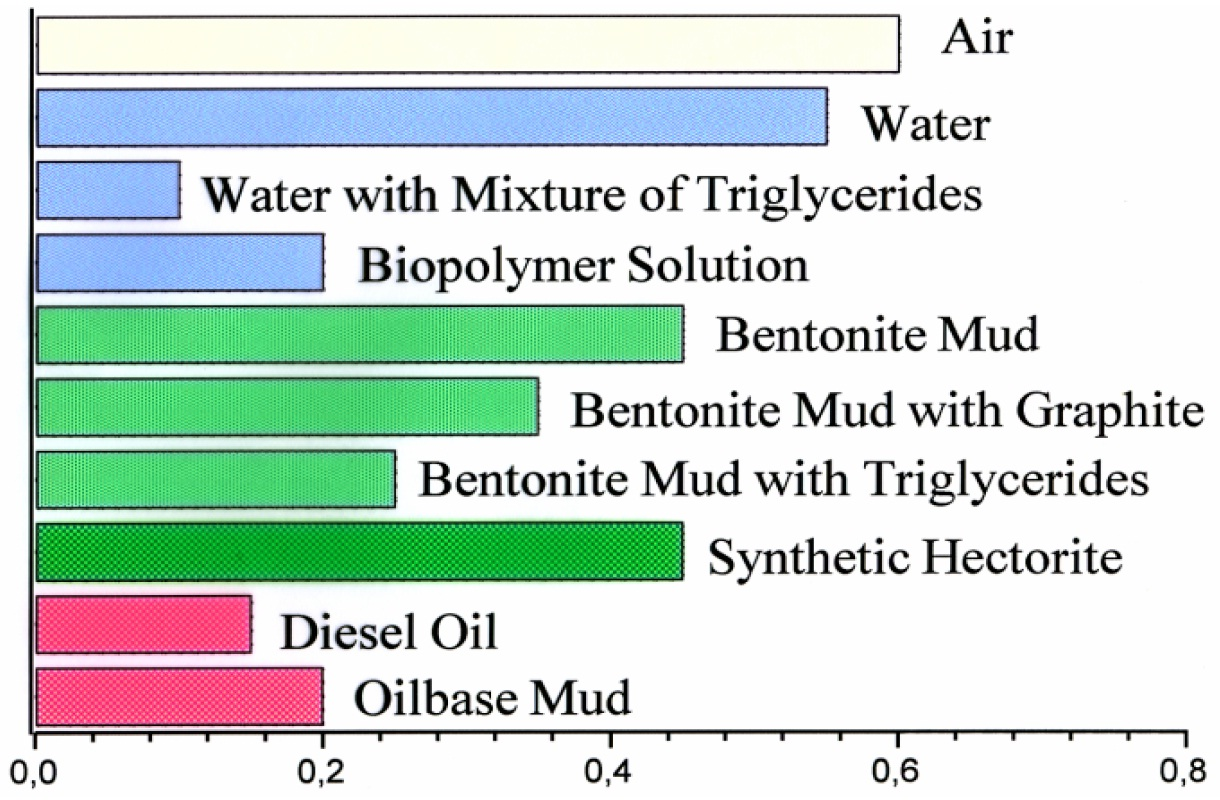 Air
Water
Water with Mixture of Triglycerides
Biopolymer Solution
Bentonite Mud
Bentonite Mud with Graphite
Bentonite Mud with Triglycerides
Synthetic Hectorite
Diesel Oil
Oilbase Mud
0,0 0,2 0,4 0,6 0,8